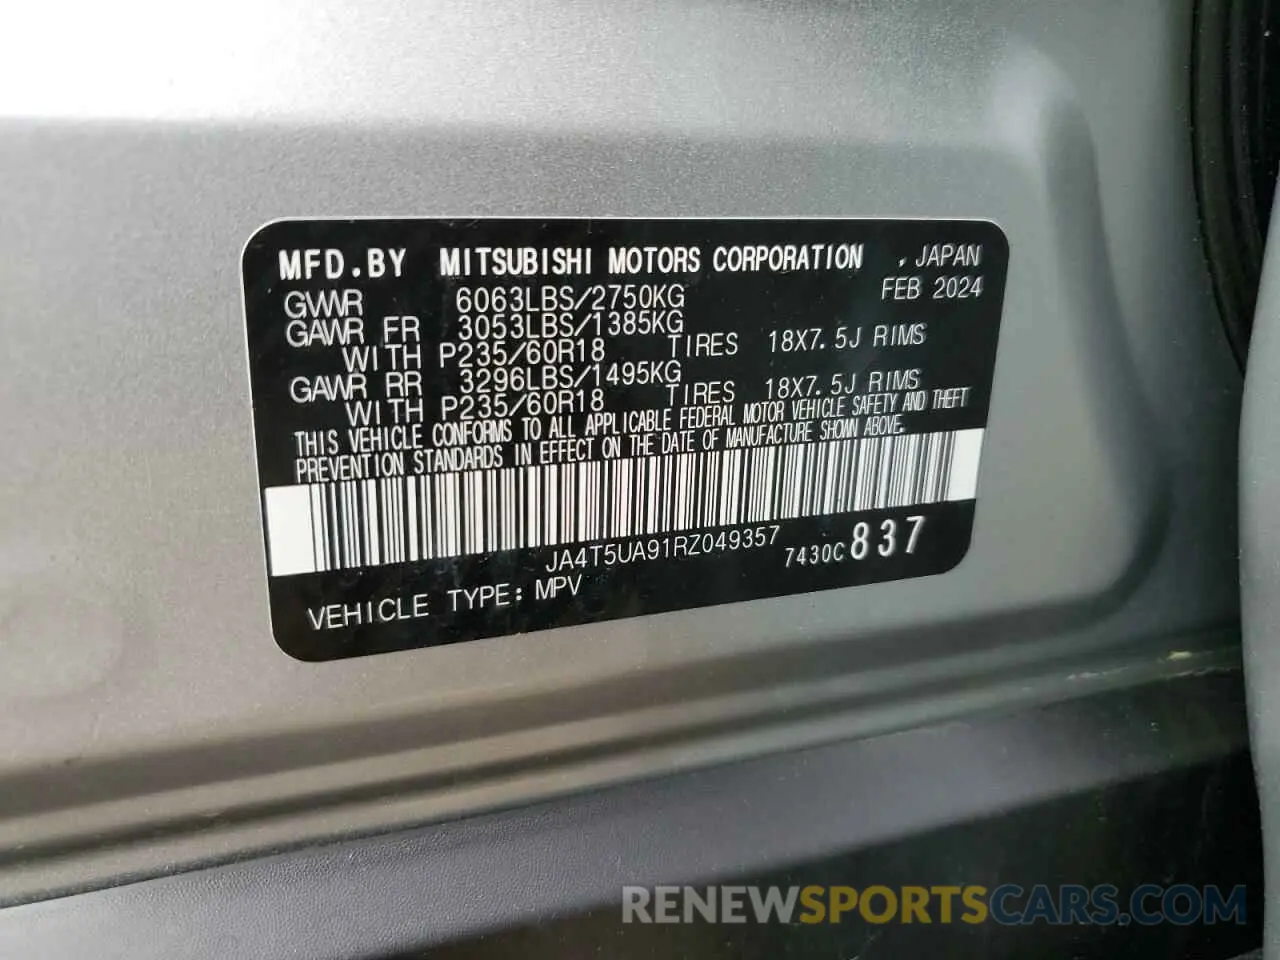 MFD.BY MITSUBISHI MOTORS CORPORATION , JAPAN
FEB 2024
GVWR 6063LBS/2750KG
GAWR FR 3053LBS/1385KG
WITH P235/60R18 TIRES 18X7.5J RIMS
GAWR RR 3296LBS/1495KG
WITH P235/60R18 TIRES 18X7.5J RIMS
THIS VEHICLE CONFORMS TO ALL APPLICABLE FEDERAL MOTOR VEHICLE SAFETY AND THEFT
PREVENTION STANDARDS IN EFFECT ON THE DATE OF MANUFACTURE SHOWN ABOVE.
JA4T5UA91RZ049357 7430C 837
VEHICLE TYPE: MPV
RENEWSPORTSCARS.COM